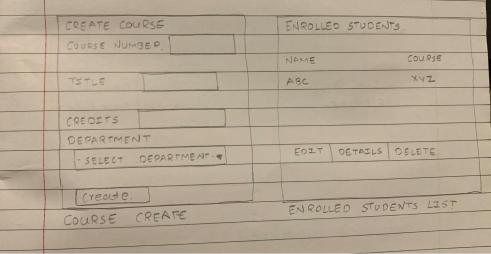 CREATE COURSE
COURSE NUMBER.
TITLE
CREDITS
DEPARTMENT
- SELECT DEPARTMENT -
Create.
COURSE CREATE
ENROLLED STUDENTS
NAME COURSE
ABC XYZ
EDIT | DETAILS | DELETE
ENROLLED STUDENTS LIST